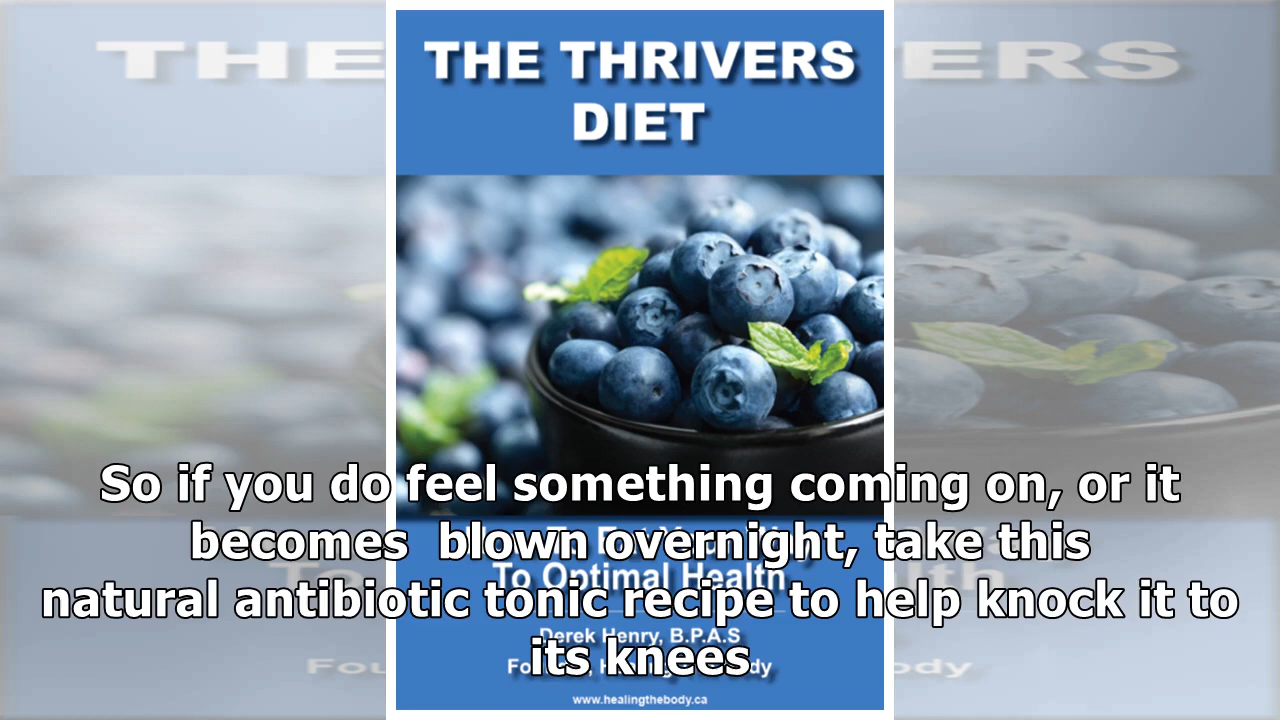 THE THRIVERS
DIET
So if you do feel something coming on, or it
becomes blown overnight, take this
To Optimal Health
natural antibiotic tonic recipe to help knock it to
Derek Henry, B.P.A.S
its knees
www.healingthebody.ca